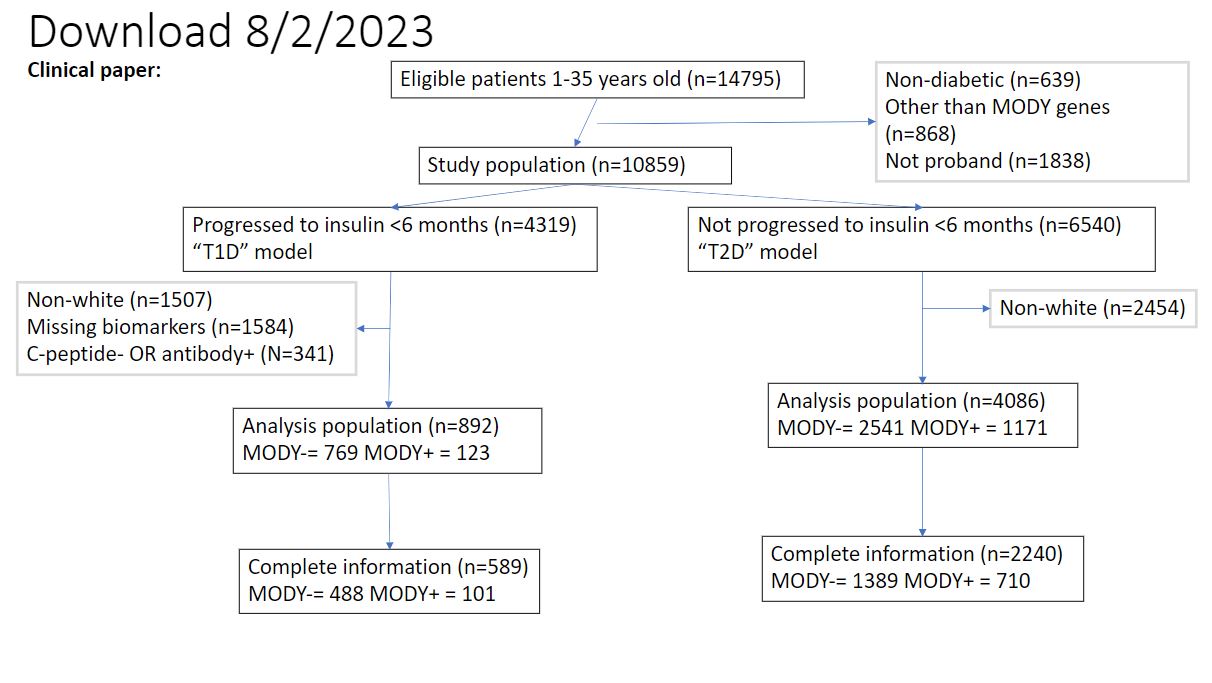 Download 8/2/2023
Clinical paper:
Eligible patients 1-35 years old (n=14795)
Non-diabetic (n=639)
Other than MODY genes
(n=868)
Not proband (n=1838)
Study population (n=10859)
Progressed to insulin <6 months (n=4319)
“T1D” model
Not progressed to insulin <6 months (n=6540)
“T2D” model
Non-white (n=1507)
Missing biomarkers (n=1584)
C-peptide- OR antibody+ (N=341)
Non-white (n=2454)
Analysis population (n=892)
MODY-= 769 MODY+ = 123
Analysis population (n=4086)
MODY-= 2541 MODY+ = 1171
Complete information (n=589)
MODY-= 488 MODY+ = 101
Complete information (n=2240)
MODY-= 1389 MODY+ = 710